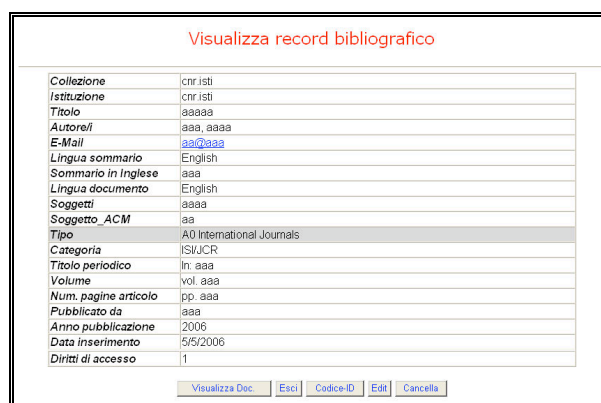 Visualizza record bibliografico
Collezione cnr.isti
Istituzione cnr.isti
Titolo aaaaa
Autore/i aaa, aaaa
E-Mail aa@aaa
Lingua sommario English
Sommario in Inglese aaa
Lingua documento English
Soggetti aaaa
Soggetto_ACM aa
Tipo A0 International Journals
Categoria ISI/JCR
Titolo periodico In: aaa
Volume vol. aaa
Num. pagine articolo pp. aaa
Pubblicato da aaa
Anno pubblicazione 2006
Data inserimento 5/5/2006
Diritti di accesso 1
Visualizza Doc. Esci Codice-ID Edit Cancella